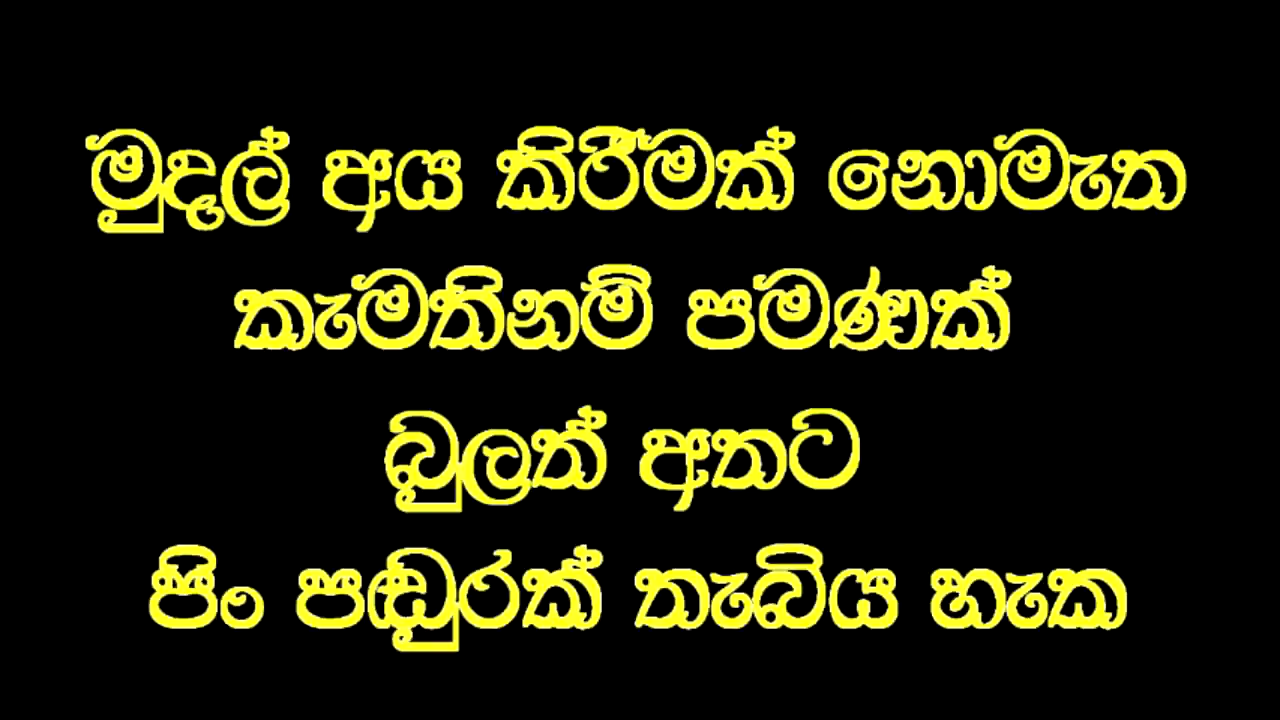 මුදල් අය කිරීමක් නොමැත
කැමතිනම් පමණක්
බුලත් අතට
පිං පඬුරක් තැබිය හැක